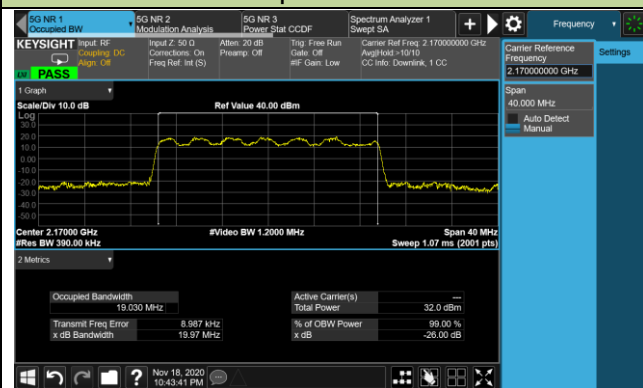 5G NR 1
Occupied BW
5G NR 2
Modulation Analysis
5G NR 3
Power Stat CCDF
Spectrum Analyzer 1
Swept SA
Frequency
KEYSIGHT
Input: RF
Coupling: DC
Align: Off
Input Z: 50 Ω
Corrections: On
Freq Ref: Int (S)
Atten: 20 dB
Preamp: Off
Trig: Free Run
Gate: Off
#IF Gain: Low
Carrier Ref Freq: 2.170000000 GHz
Avg|Hold:>10/10
CC Info: Downlink, 1 CC
PASS
Carrier Reference
Frequency
2.170000000 GHz
Settings
Span
40.000 MHz
Auto Detect
Manual
1 Graph
Scale/Div 10.0 dB
Ref Value 40.00 dBm
Log
30.0
20.0
10.0
0.00
-10.0
-20.0
-30.0
-40.0
-50.0
Center 2.17000 GHz
#Video BW 1.2000 MHz
Span 40 MHz
#Res BW 390.00 kHz
Sweep 1.07 ms (2001 pts)
2 Metrics
Occupied Bandwidth
19.030 MHz
Active Carrier(s)
---
Total Power
32.0 dBm
Transmit Freq Error
8.987 kHz
% of OBW Power
99.00 %
x dB Bandwidth
19.97 MHz
x dB
-26.00 dB
?
Nov 18, 2020
10:43:41 PM